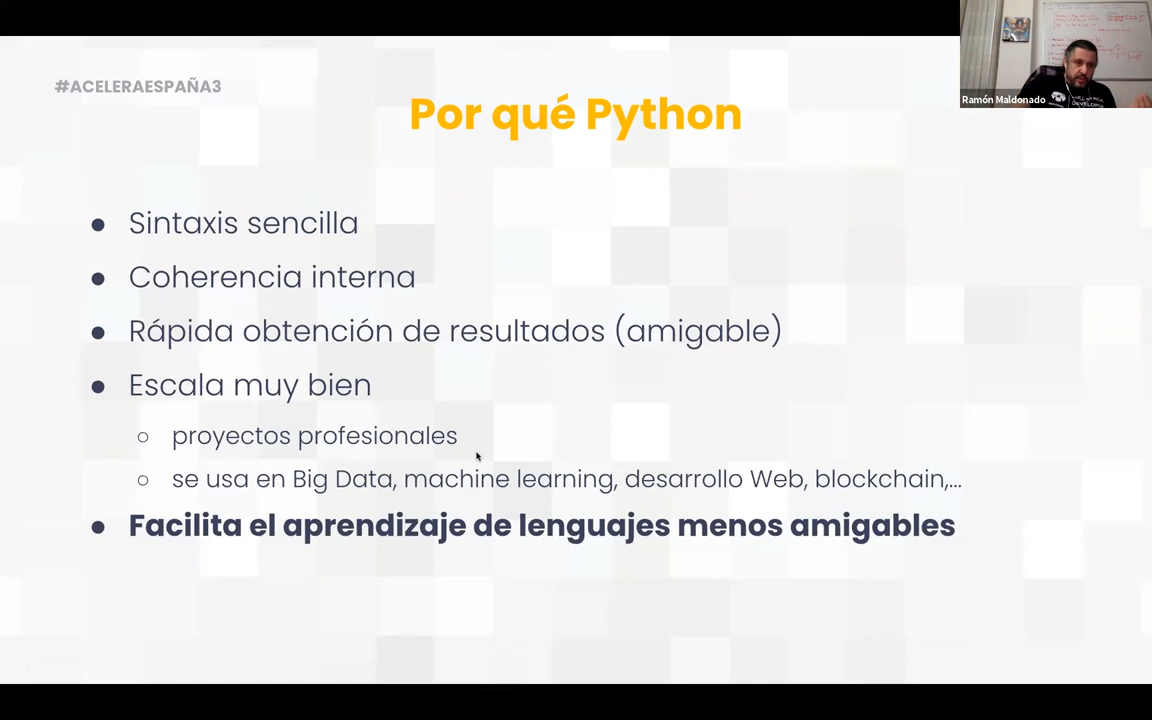 #ACELERAESPAÑA3
Por qué Python
● Sintaxis sencilla
● Coherencia interna
● Rápida obtención de resultados (amigable)
● Escala muy bien
○ proyectos profesionales
○ se usa en Big Data, machine learning, desarrollo Web, blockchain,...
● Facilita el aprendizaje de lenguajes menos amigables
Ramón Maldonado